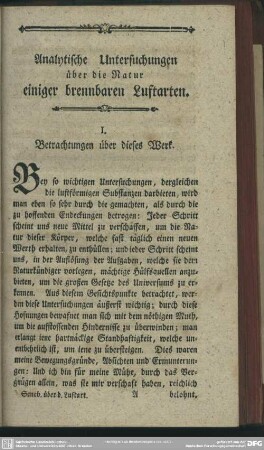 Analytische Untersuchungen
über die Natur
einiger brennbaren Luftarten.
I.
Betrachtungen über dieses Werk.
Bey so wichtigen Untersuchungen, dergleichen
die luftförmigen Substanzen darbieten, wird
man eben so sehr durch die gemachten, als durch die
zu hoffenden Entdeckungen betrogen: Jeder Schritt
scheint uns neue Mittel zu verschaffen, um die Na-
tur dieser Körper, welche fast täglich einen neuen
Werth erhalten, zu enthüllen; und jeder Schritt scheint
uns, in der Auflösung der Aufgaben, welche sie dem
Naturkündiger vorlegen, mächtige Hülfsquellen anzu-
bieten, um die großen Gesetze des Universums zu er-
kennen. Aus diesem Gesichtspunkte betrachtet, wer-
den diese Untersuchungen äußerst wichtig; durch diese
Hofnungen bewafnet man sich mit dem nöthigen Muth,
um die aufstossenden Hindernisse zu überwinden; man
erlangt jene hartnäckige Standhaftigkeit, welche un-
entbehrlich ist, um jene zu übersteigen. Dies waren
meine Bewegungsgründe, Absichten und Ermunterun-
gen: Und ich bin für meine Mühe, durch das Ver-
gnügen allein, was sie mir verschaft haben, reichlich
Seneb. über d. Luftart. A belohnt,